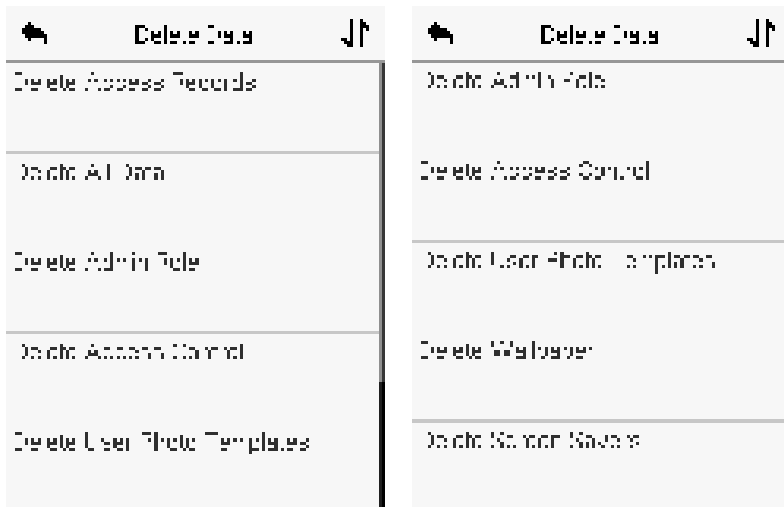 Delete Data
Delete Access Records
Delete All Data
Delete Admin Role
Delete Access Control
Delete User Photo Templates
Delete Data
Delete Admin Role
Delete Access Control
Delete User Photo Templates
Delete Wallpaper
Delete Screen Savers